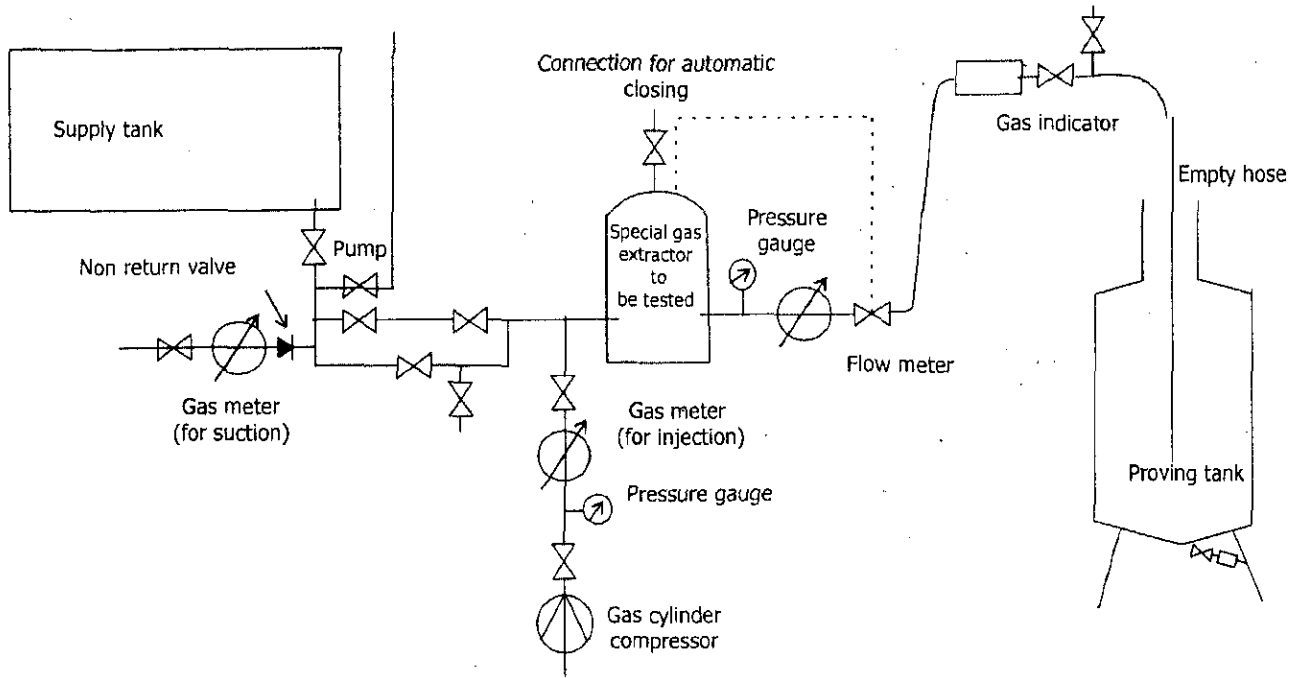 Supply tank
Connection for automatic
closing
Gas indicator
Empty hose
Pump
Non return valve
Special gas
extractor
to
be tested
Pressure
gauge
Flow meter
Gas meter
(for suction)
Gas meter
(for injection)
Proving tank
Pressure gauge
Gas cylinder
compressor